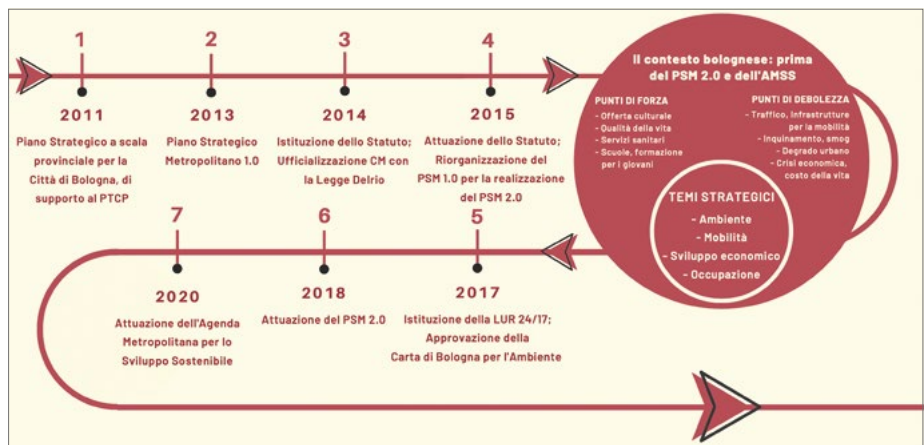 1
2011
Piano Strategico a scala
provinciale per la
Città di Bologna, di
supporto al PTCP
2
2013
Piano Strategico
Metropolitano 1.0
3
2014
Istituzione dello Statuto;
Ufficializzazione CM con
la Legge Delrio
4
2015
Attuazione dello Statuto;
Riorganizzazione del
PSM 1.0 per la realizzazione
del PSM 2.0
Il contesto bolognese: prima
del PSM 2.0 e dell'AMSS
PUNTI DI FORZA
- Offerta culturale
- Qualità della vita
- Servizi sanitari
- Scuole, formazione
per i giovani
PUNTI DI DEBOLEZZA
- Traffico, Infrastrutture
per la mobilità
- Inquinamento, smog
- Degrado urbano
- Crisi economica,
costo della vita
TEMI STRATEGICI
- Ambiente
- Mobilità
- Sviluppo economico
- Occupazione
5
2017
Istituzione della LUR 24/17;
Approvazione della
Carta di Bologna per l'Ambiente
6
2018
Attuazione del PSM 2.0
7
2020
Attuazione dell'Agenda
Metropolitana per lo
Sviluppo Sostenibile